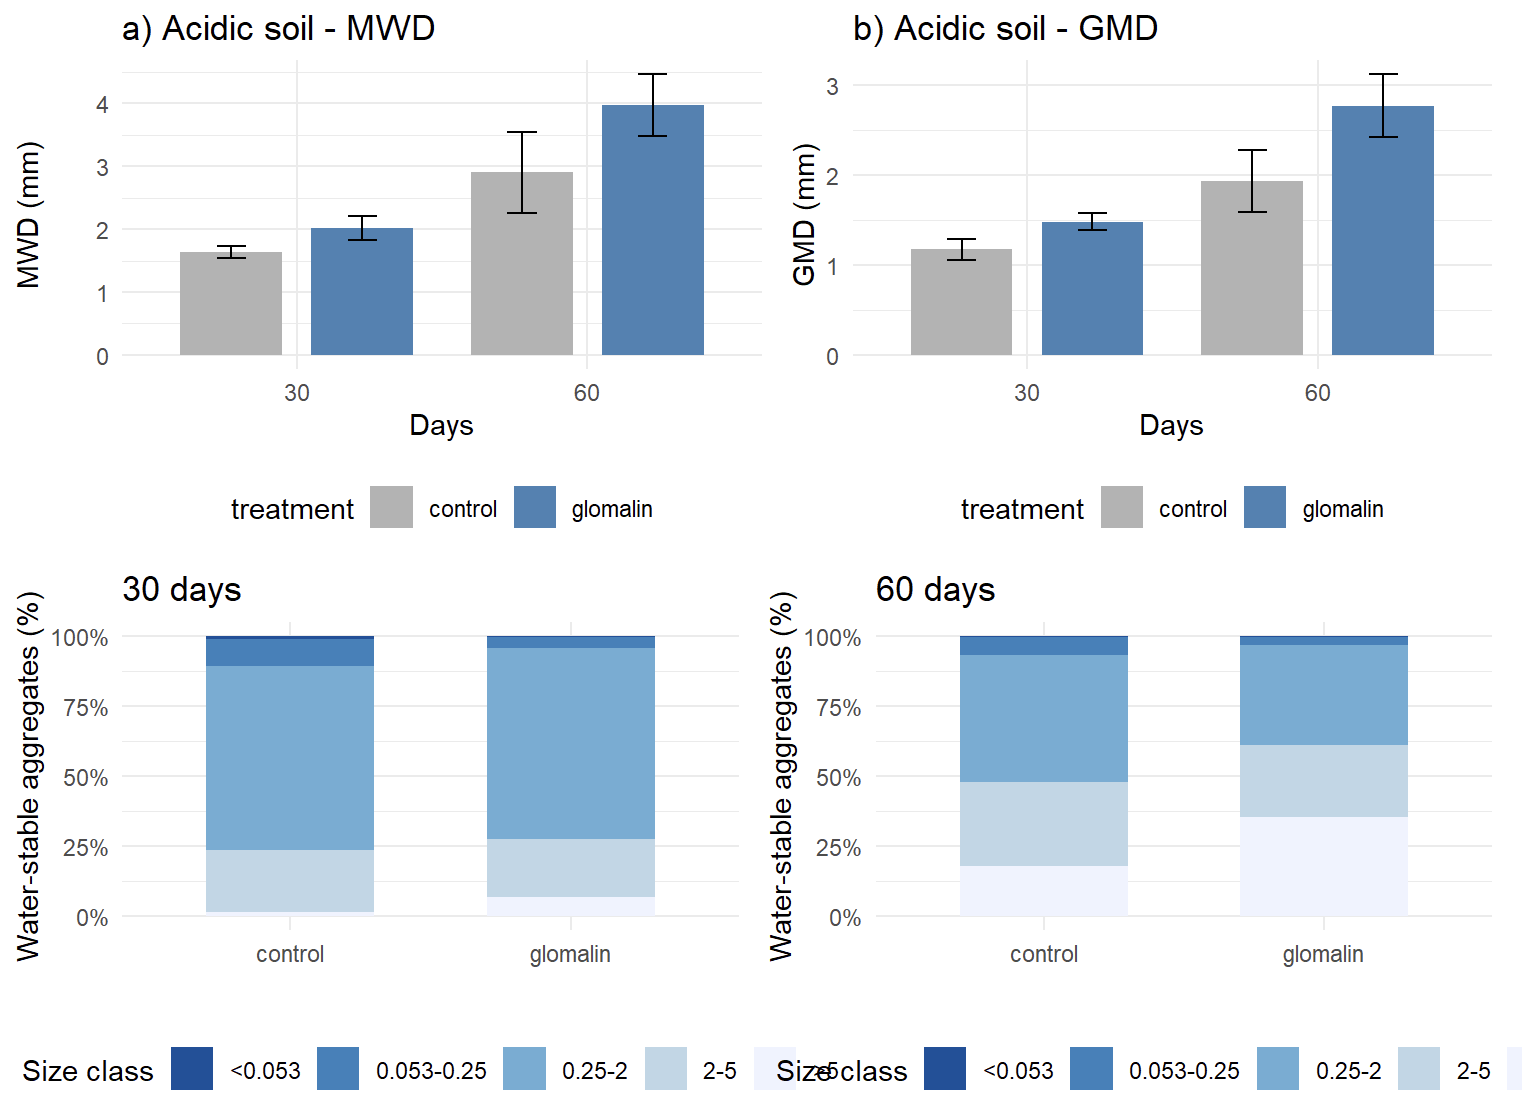 a) Acidic soil - MWD
MWD (mm)
4
3
2
1
0
30
60
Days
treatment
control
glomalin
b) Acidic soil - GMD
GMD (mm)
3
2
1
0
30
60
Days
treatment
control
glomalin
30 days
Water-stable aggregates (%)
100%
75%
50%
25%
0%
control
glomalin
Size class
<0.053
0.053-0.25
0.25-2
2-5
>5
60 days
Water-stable aggregates (%)
100%
75%
50%
25%
0%
control
glomalin
Size class
<0.053
0.053-0.25
0.25-2
2-5